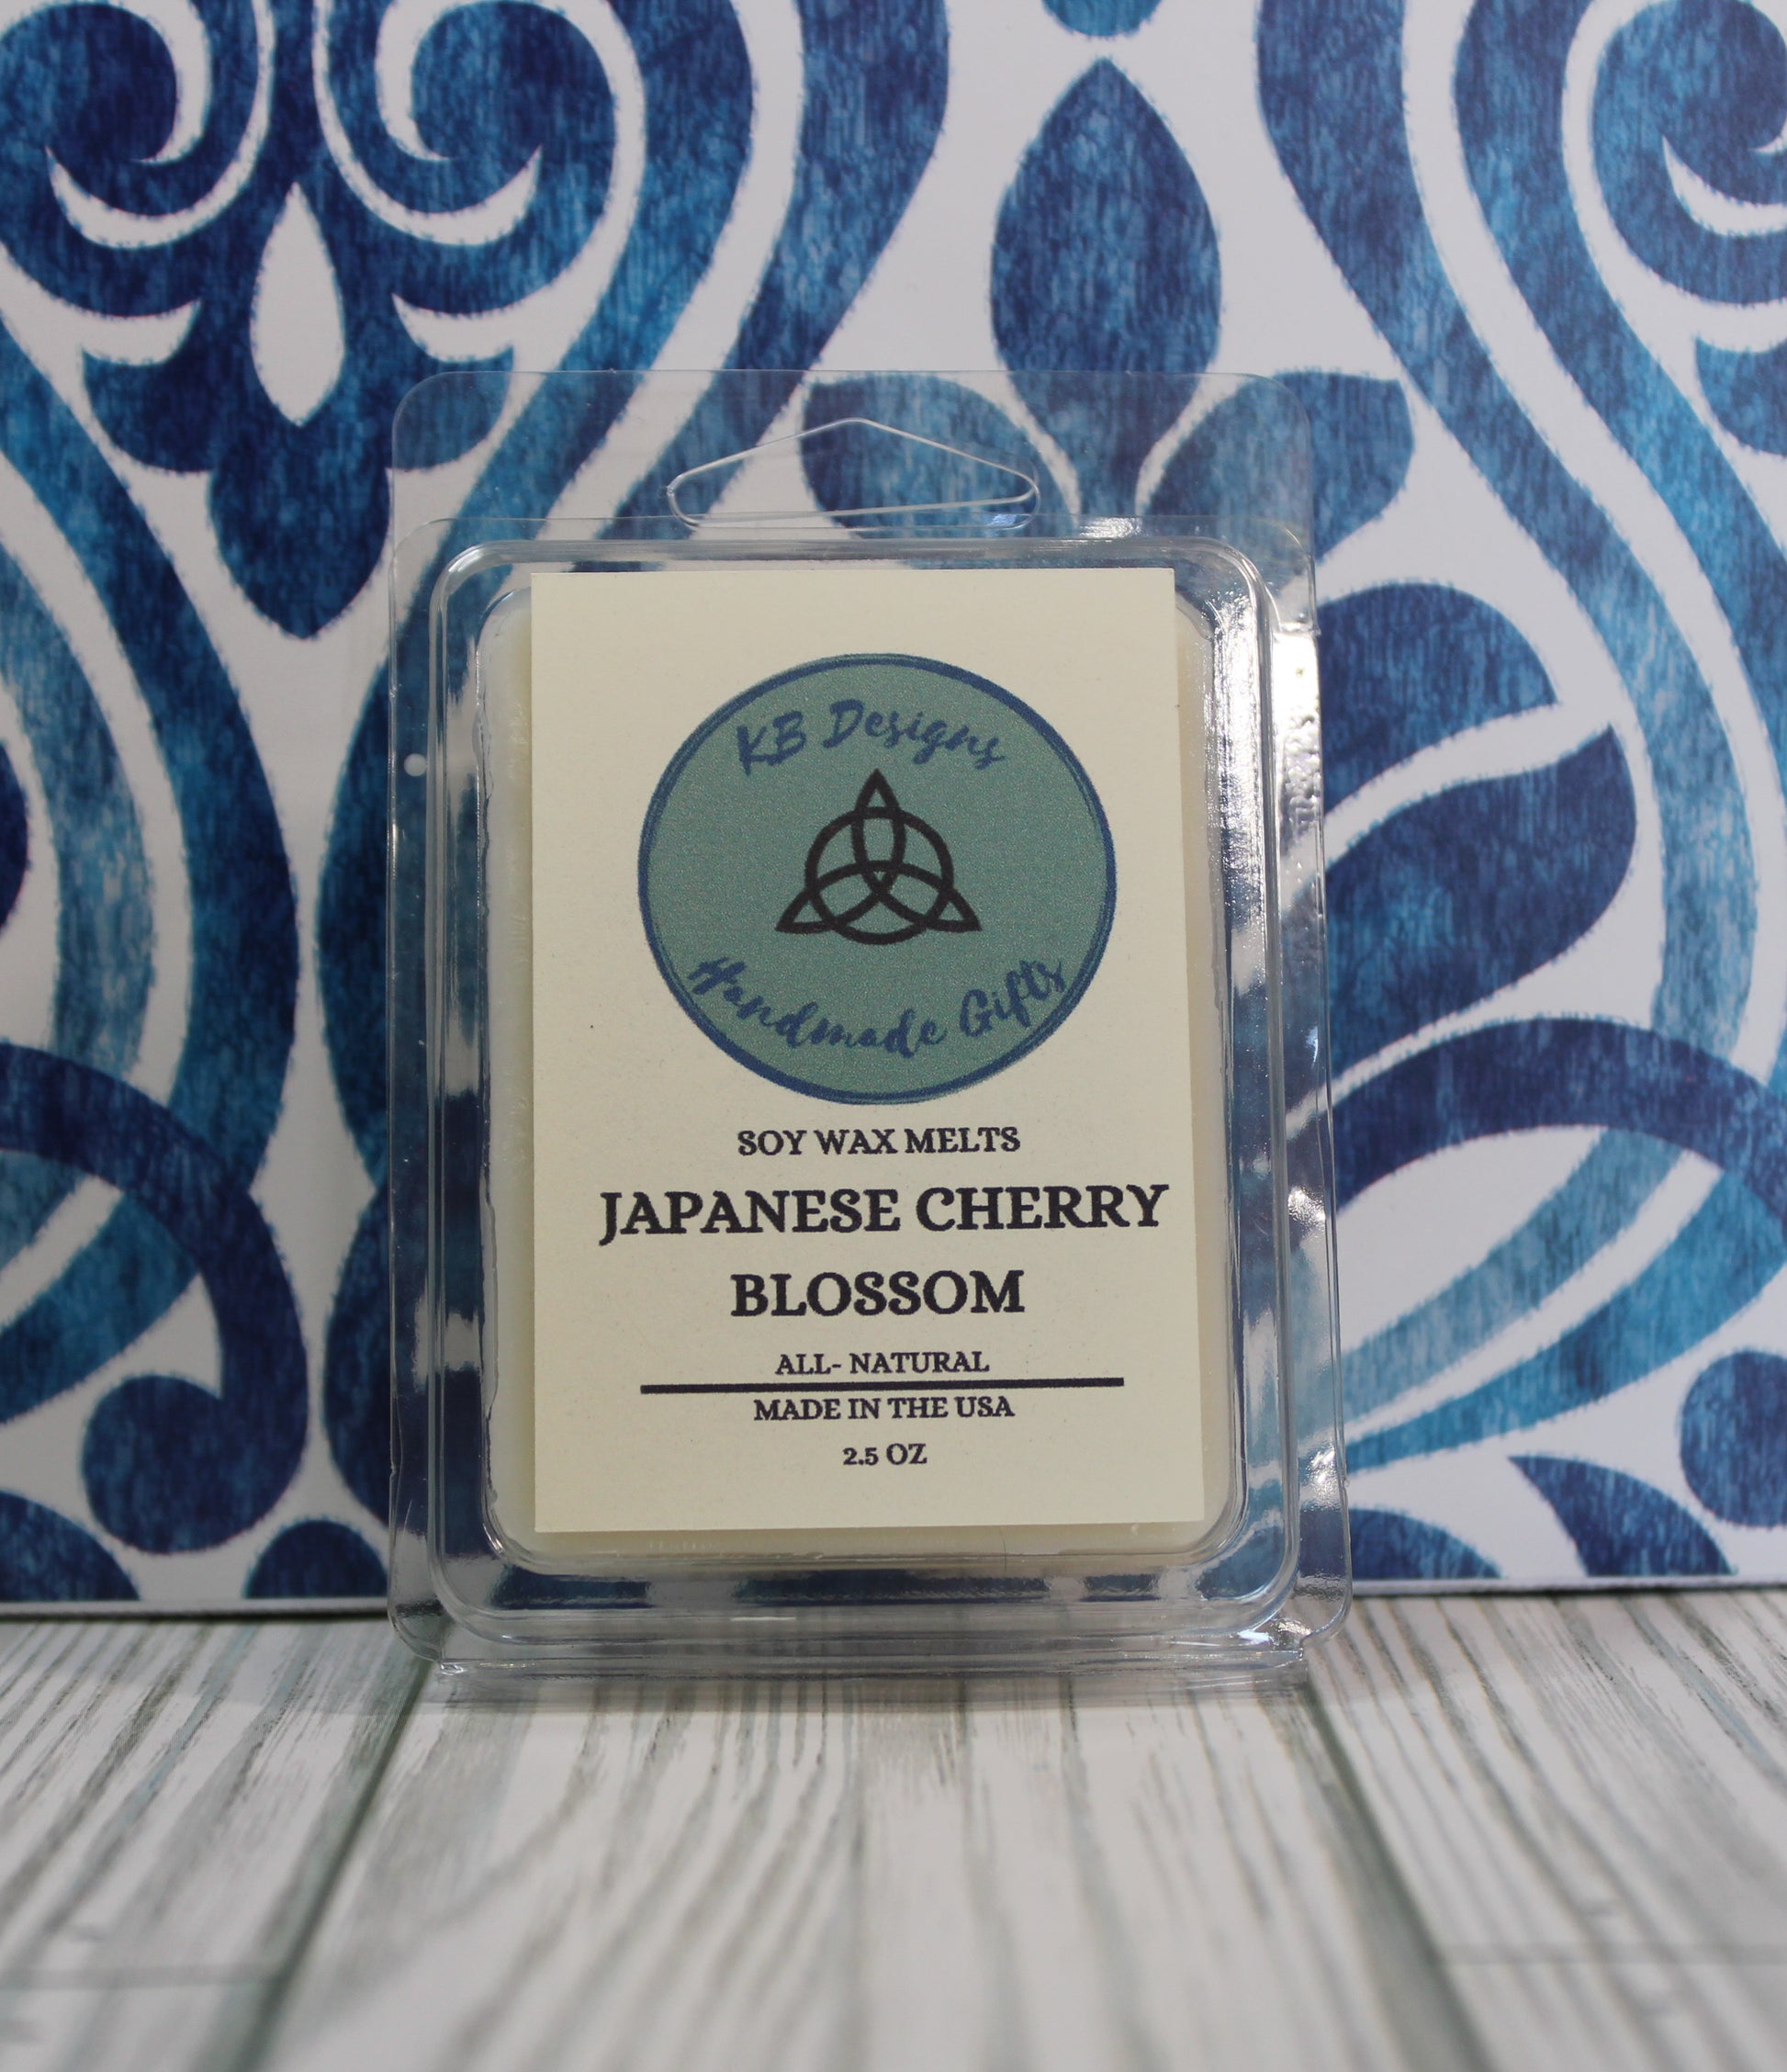 KB Designs
Handmade Gifts
SOY WAX MELTS
JAPANESE CHERRY
BLOSSOM
ALL- NATURAL
MADE IN THE USA
2.5 OZ